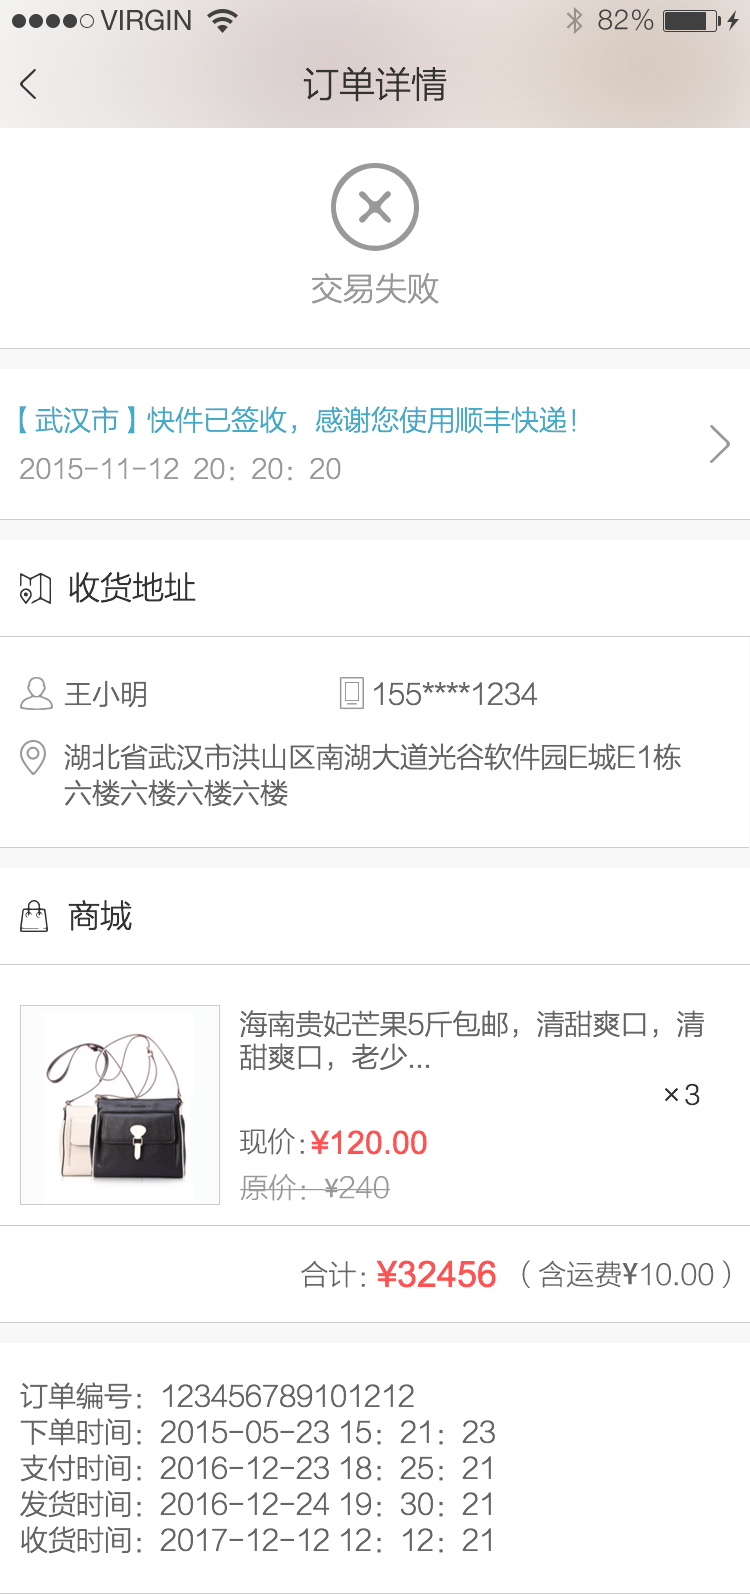 VIRGIN 82%
订单详情
交易失败
【武汉市】快件已签收，感谢您使用顺丰快递！
2015-11-12 20：20：20
收货地址
王小明 155****1234
湖北省武汉市洪山区南湖大道光谷软件园E城E1栋
六楼六楼六楼六楼
商城
海南贵妃芒果5斤包邮，清甜爽口，清
甜爽口，老少...
×3
现价：¥120.00
原价：¥240
合计：¥32456（含运费¥10.00）
订单编号：123456789101212
下单时间：2015-05-23 15：21：23
支付时间：2016-12-23 18：25：21
发货时间：2016-12-24 19：30：21
收货时间：2017-12-12 12：12：21